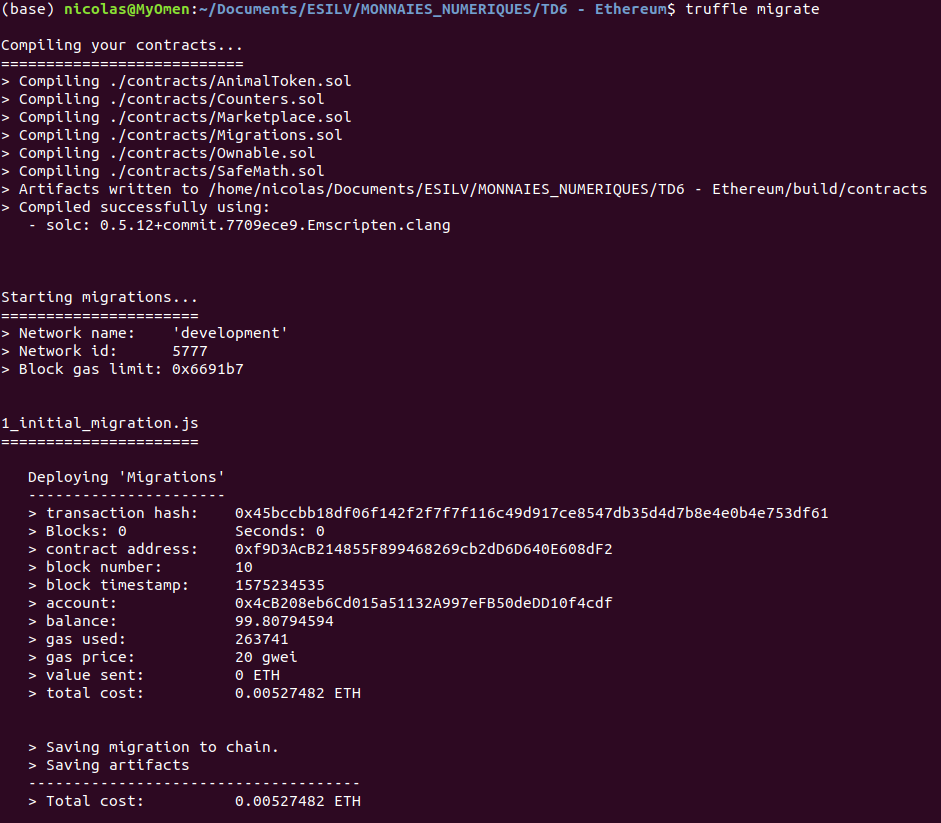 (base) nicolas@MyOmen:~/Documents/ESILV/MONNAIES_NUMERIQUES/TD6 - Ethereum$ truffle migrate
Compiling your contracts...
===========================
> Compiling ./contracts/AnimalToken.sol
> Compiling ./contracts/Counters.sol
> Compiling ./contracts/Marketplace.sol
> Compiling ./contracts/Migrations.sol
> Compiling ./contracts/Ownable.sol
> Compiling ./contracts/SafeMath.sol
> Artifacts written to /home/nicolas/Documents/ESILV/MONNAIES_NUMERIQUES/TD6 - Ethereum/build/contracts
> Compiled successfully using:
   - solc: 0.5.12+commit.7709ece9.Emscripten.clang
Starting migrations...
======================
> Network name:    'development'
> Network id:      5777
> Block gas limit: 0x6691b7
1_initial_migration.js
======================
   Deploying 'Migrations'
   ----------------------
   > transaction hash:    0x45bccbb18df06f142f2f7f7f116c49d917ce8547db35d4d7b8e4e0b4e753df61
   > Blocks: 0            Seconds: 0
   > contract address:    0xf9D3AcB214855F899468269cb2dD6D640E608dF2
   > block number:        10
   > block timestamp:     1575234535
   > account:             0x4cB208eb6Cd015a51132A997eFB50deDD10f4cdf
   > balance:             99.80794594
   > gas used:            263741
   > gas price:           20 gwei
   > value sent:          0 ETH
   > total cost:          0.00527482 ETH
   > Saving migration to chain.
   > Saving artifacts
   -------------------------------------
   > Total cost:          0.00527482 ETH